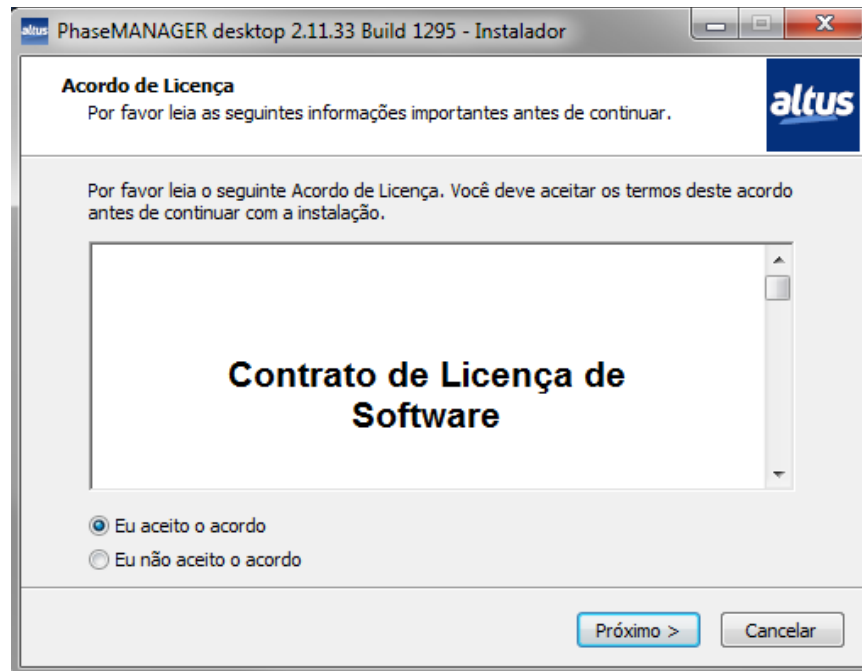 altus PhaseMANAGER desktop 2.11.33 Build 1295 - Instalador
Acordo de Licença
Por favor leia as seguintes informações importantes antes de continuar.
altus
Por favor leia o seguinte Acordo de Licença. Você deve aceitar os termos deste acordo
antes de continuar com a instalação.
Contrato de Licença de
Software
Eu aceito o acordo
Eu não aceito o acordo
Próximo >
Cancelar